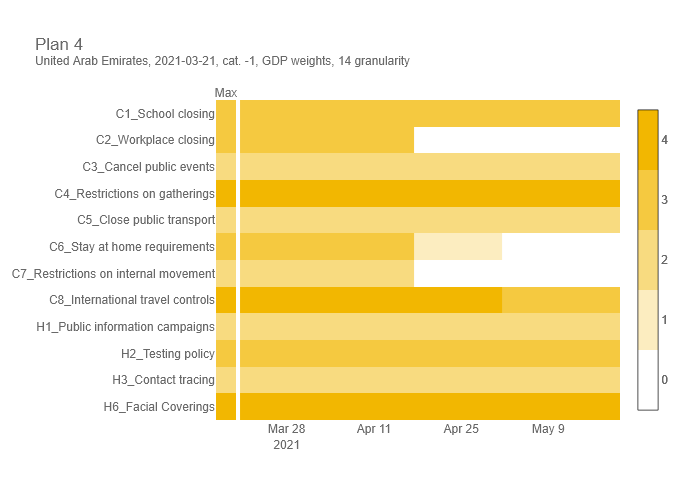 Plan 4
United Arab Emirates, 2021-03-21, cat. -1, GDP weights, 14 granularity
Max
C1_School closing
C2_Workplace closing
C3_Cancel public events
C4_Restrictions on gatherings
C5_Close public transport
C6_Stay at home requirements
C7_Restrictions on internal movement
C8_International travel controls
H1_Public information campaigns
H2_Testing policy
H3_Contact tracing
H6_Facial Coverings
Mar 28
2021
Apr 11
Apr 25
May 9
4
3
2
1
0